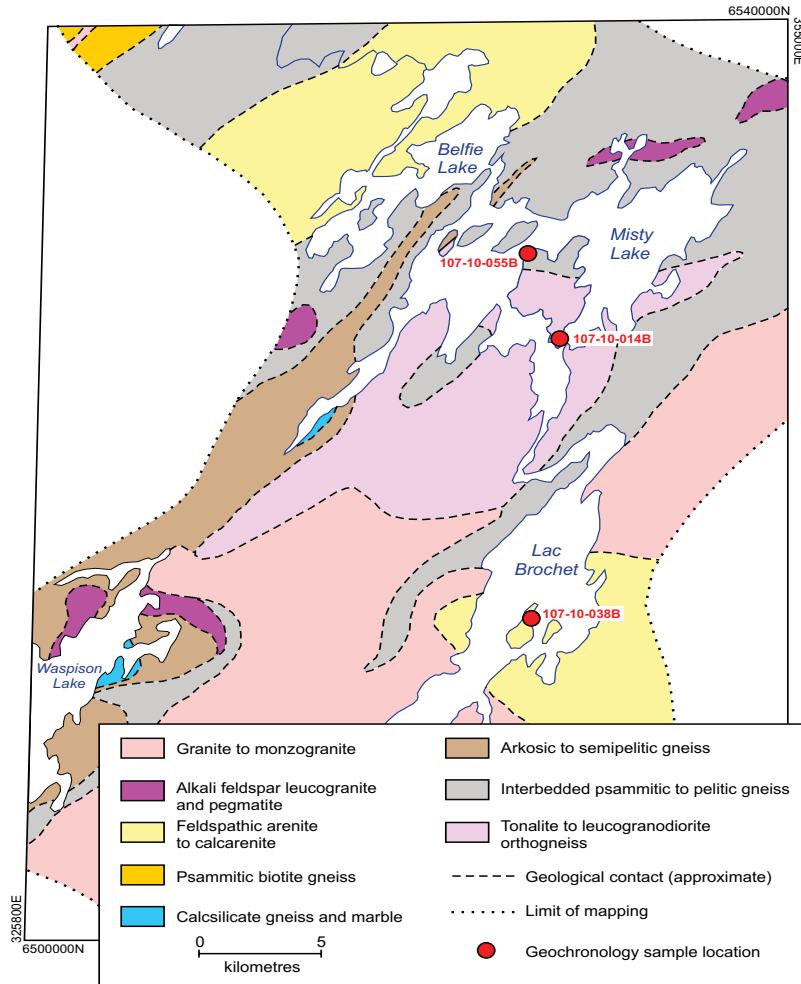 6540000N
355000E
Belfie
Lake
Misty
Lake
107-10-055B
107-10-014B
Lac
Brochet
107-10-038B
Waspison
Lake
Granite to monzogranite
Alkali feldspar leucogranite
and pegmatite
Feldspathic arenite
to calcarenite
Psammitic biotite gneiss
Calcsilicate gneiss and marble
0 5
kilometres
Arkosic to semipelitic gneiss
Interbedded psammitic to pelitic gneiss
Tonalite to leucogranodiorite
orthogneiss
Geological contact (approximate)
Limit of mapping
Geochronology sample location
325800E
6500000N